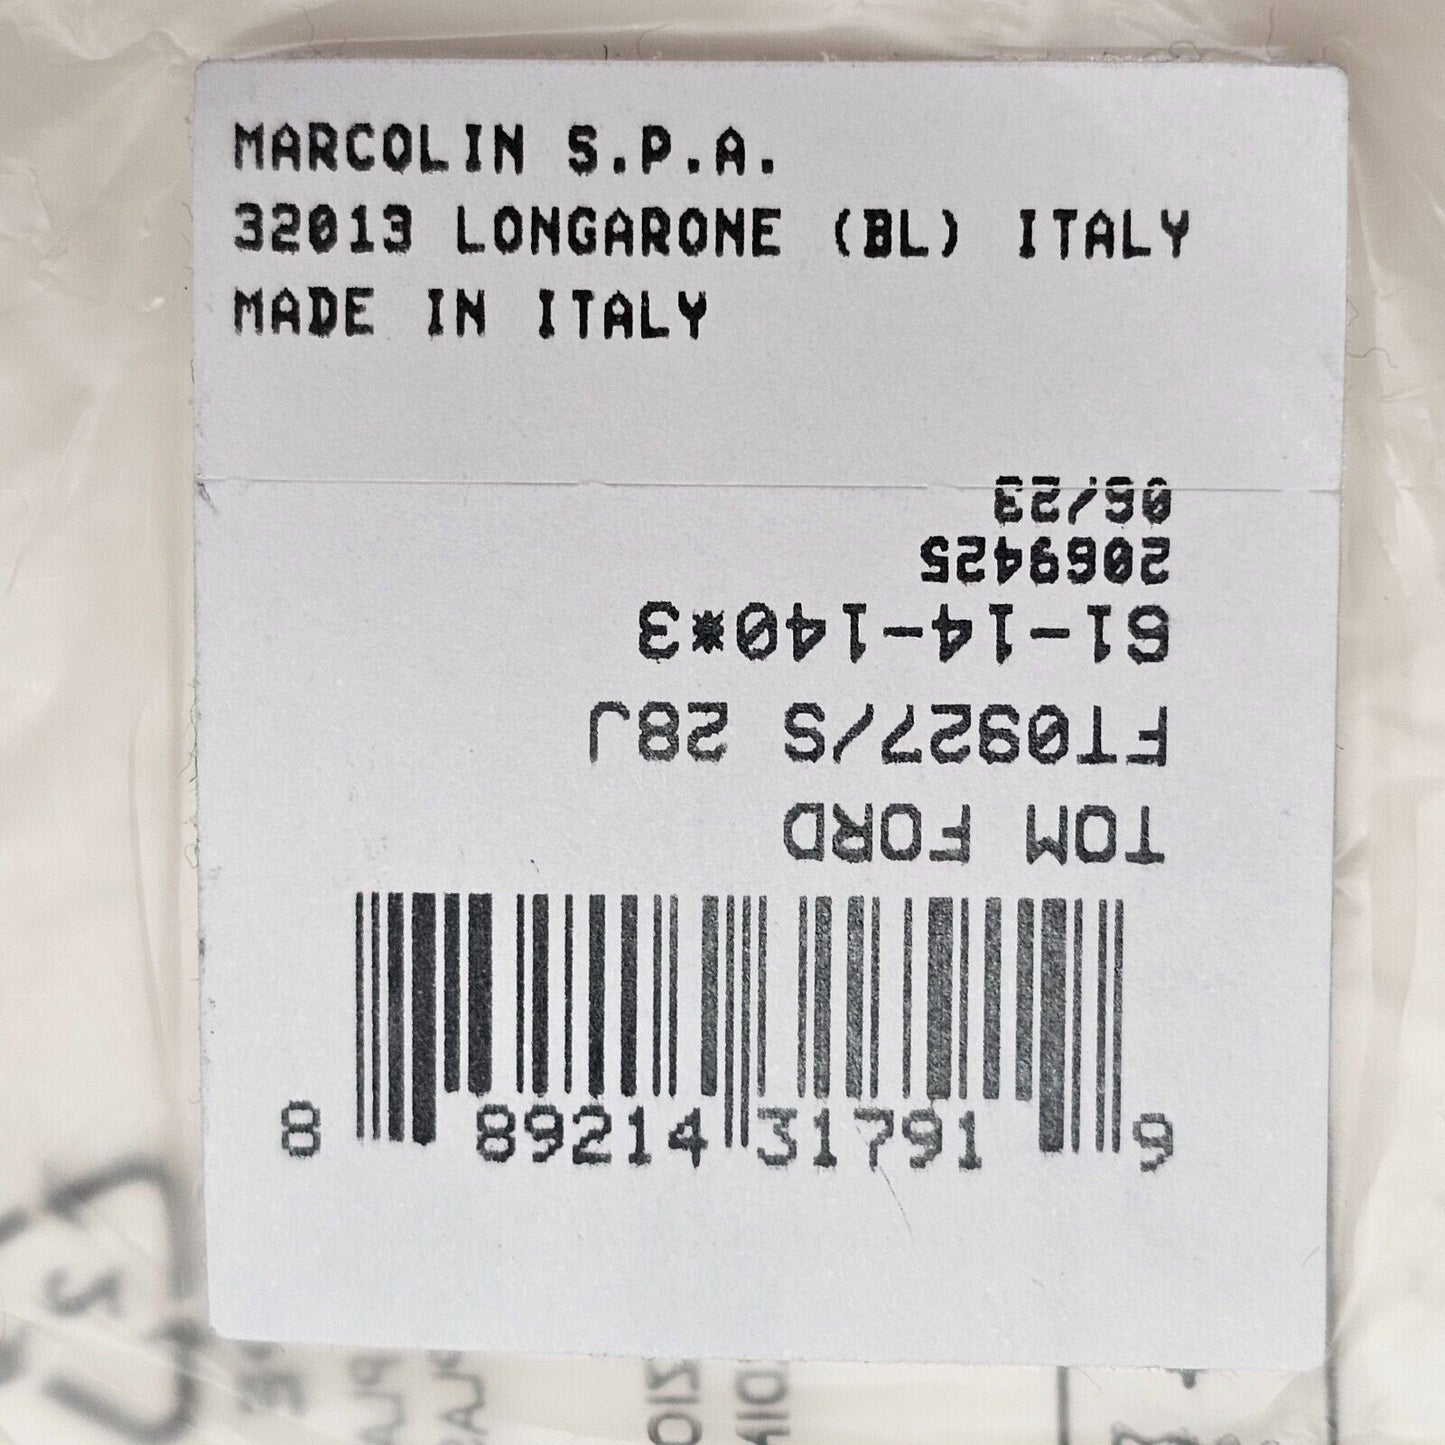 MARCOLIN S.P.A.
32013 LONGARONE (BL) ITALY
MADE IN ITALY
TOM FORD
FT0927/S 28J
61-14-140*3
2069425
06/23
8 89214 31791 9